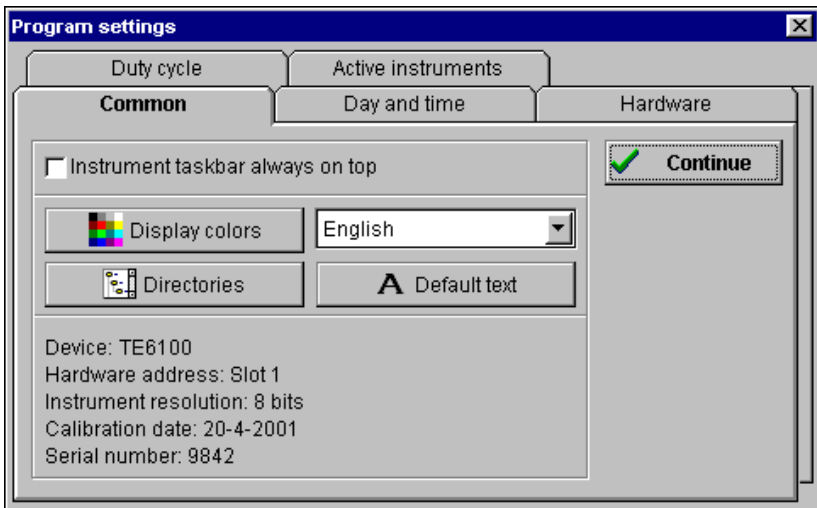 Program settings
Duty cycle Active instruments
Common Day and time Hardware
Instrument taskbar always on top
Continue
Display colors English
Directories A Default text
Device: TE6100
Hardware address: Slot 1
Instrument resolution: 8 bits
Calibration date: 20-4-2001
Serial number: 9842